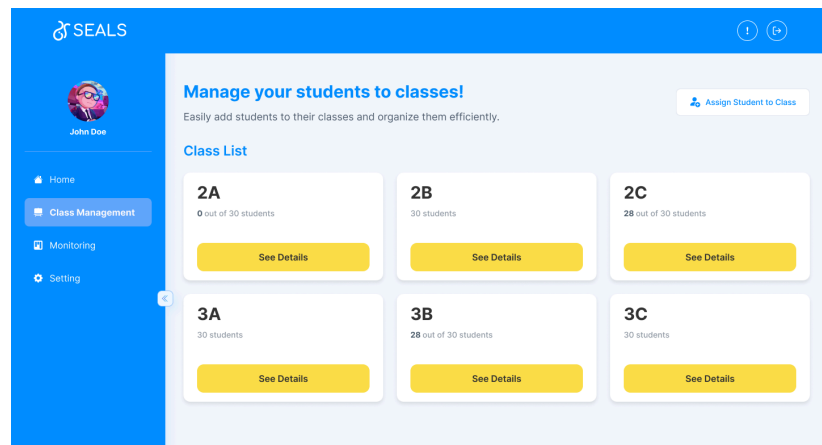 SEALS
John Doe
Home
Class Management
Monitoring
Setting
Manage your students to classes!
Easily add students to their classes and organize them efficiently.
Assign Student to Class
Class List
2A
0 out of 30 students
See Details
2B
30 students
See Details
2C
28 out of 30 students
See Details
3A
30 students
See Details
3B
28 out of 30 students
See Details
3C
30 students
See Details